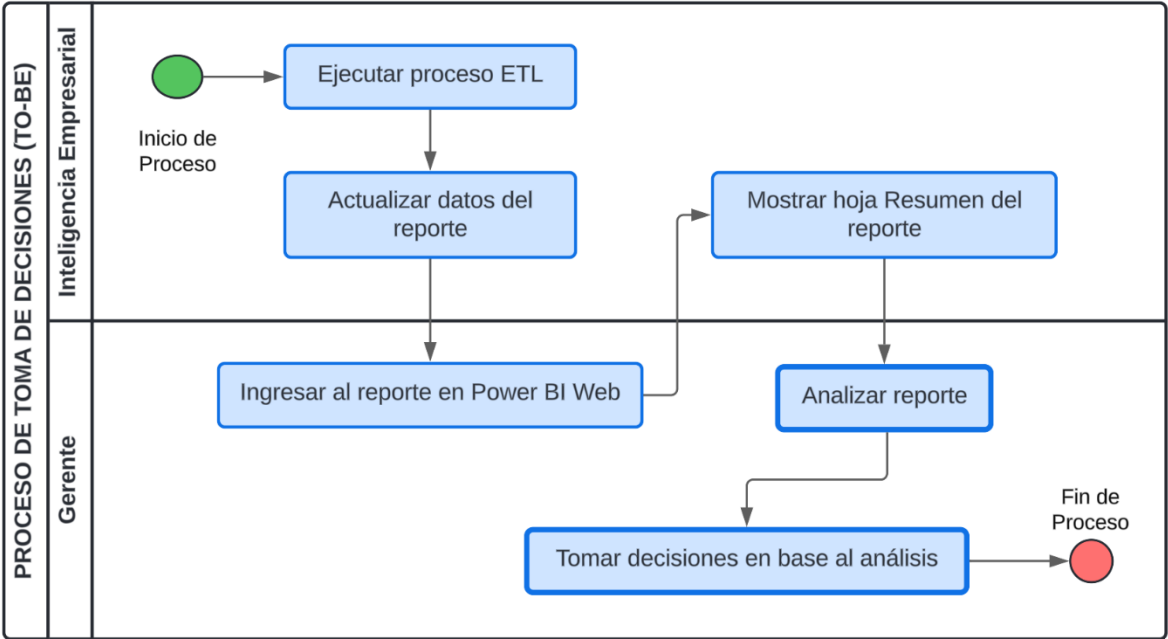 PROCESO DE TOMA DE DECISIONES (TO-BE)
Inteligencia Empresarial
Inicio de
Proceso
Ejecutar proceso ETL
Actualizar datos del
reporte
Mostrar hoja Resumen del
reporte
Gerente
Ingresar al reporte en Power BI Web
Analizar reporte
Tomar decisiones en base al análisis
Fin de
Proceso